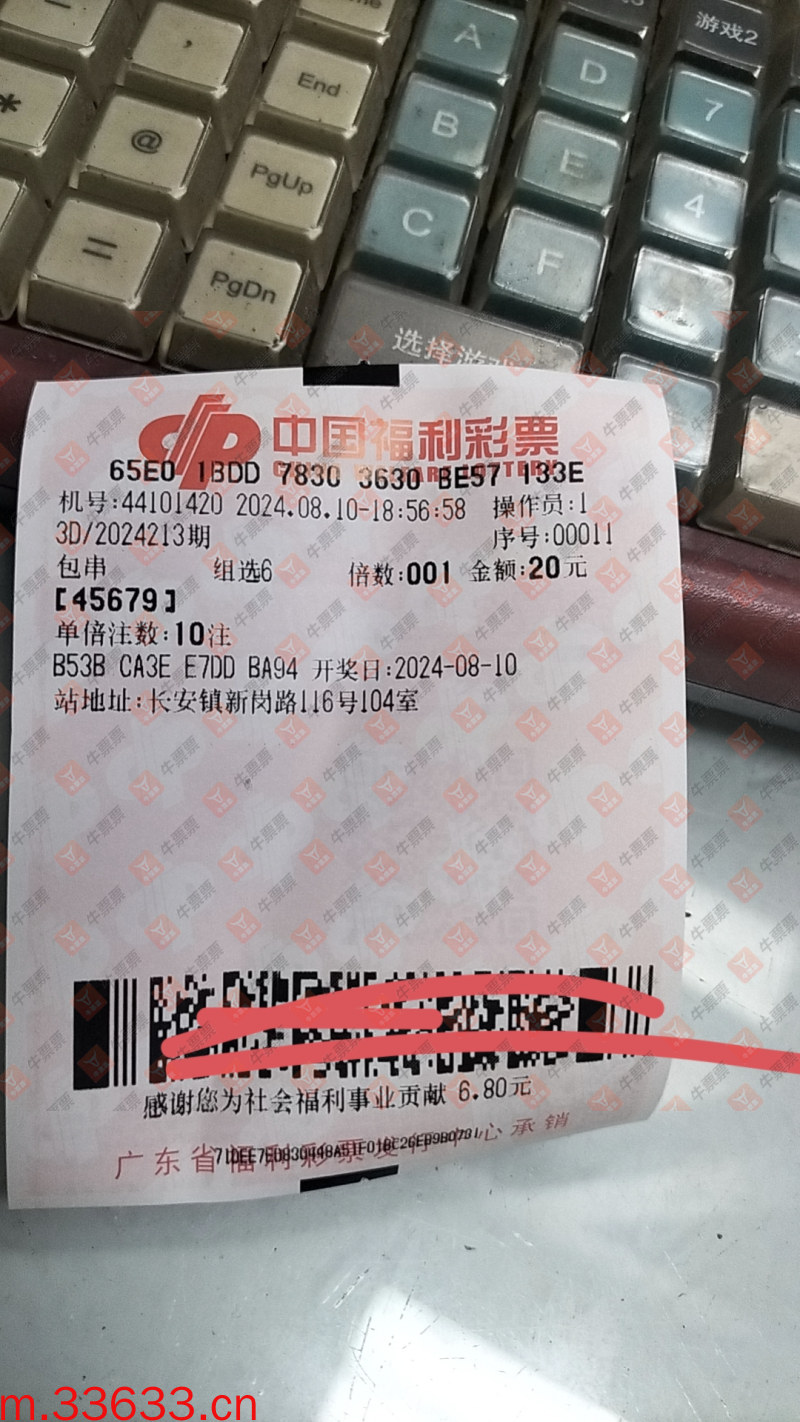 游戏2
A
D
7
,
*
End
B
@
E
PgUp
4
C
=
F
PgDn
选择游戏
中国福利彩票
65E0 1BDD 7830 3630 BE57 133E
机号:44101420 2024.08.10-18:56:58 操作员:1
3D/2024213期 序号:00011
包串 组选6 倍数:001 金额:20元
[45679]
单倍注数:10注
B53B CA3E E7DD BA94 开奖日:2024-08-10
站地址:长安镇新岗路116号104室
感谢您为社会福利事业贡献 6.80元
广东省福利彩票发行中心承销
牛票票
m.33633.cn